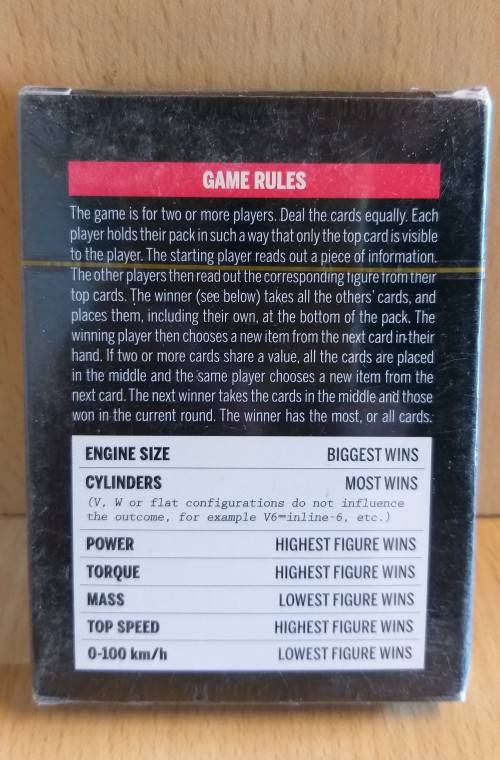 GAME RULES
The game is for two or more players. Deal the cards equally. Each
player holds their pack in such a way that only the top card is visible
to the player. The starting player reads out a piece of information.
The other players then read out the corresponding figure from their
top cards. The winner (see below) takes all the others' cards, and
places them, including their own, at the bottom of the pack. The
winning player then chooses a new item from the next card in their
hand. If two or more cards share a value, all the cards are placed
in the middle and the same player chooses a new item from the
next card. The next winner takes the cards in the middle and those
won in the current round. The winner has the most, or all cards.
ENGINE SIZE BIGGEST WINS
CYLINDERS MOST WINS
(V, W or flat configurations do not influence
the outcome, for example V6=inline-6, etc.)
POWER HIGHEST FIGURE WINS
TORQUE HIGHEST FIGURE WINS
MASS LOWEST FIGURE WINS
TOP SPEED HIGHEST FIGURE WINS
0-100 km/h LOWEST FIGURE WINS